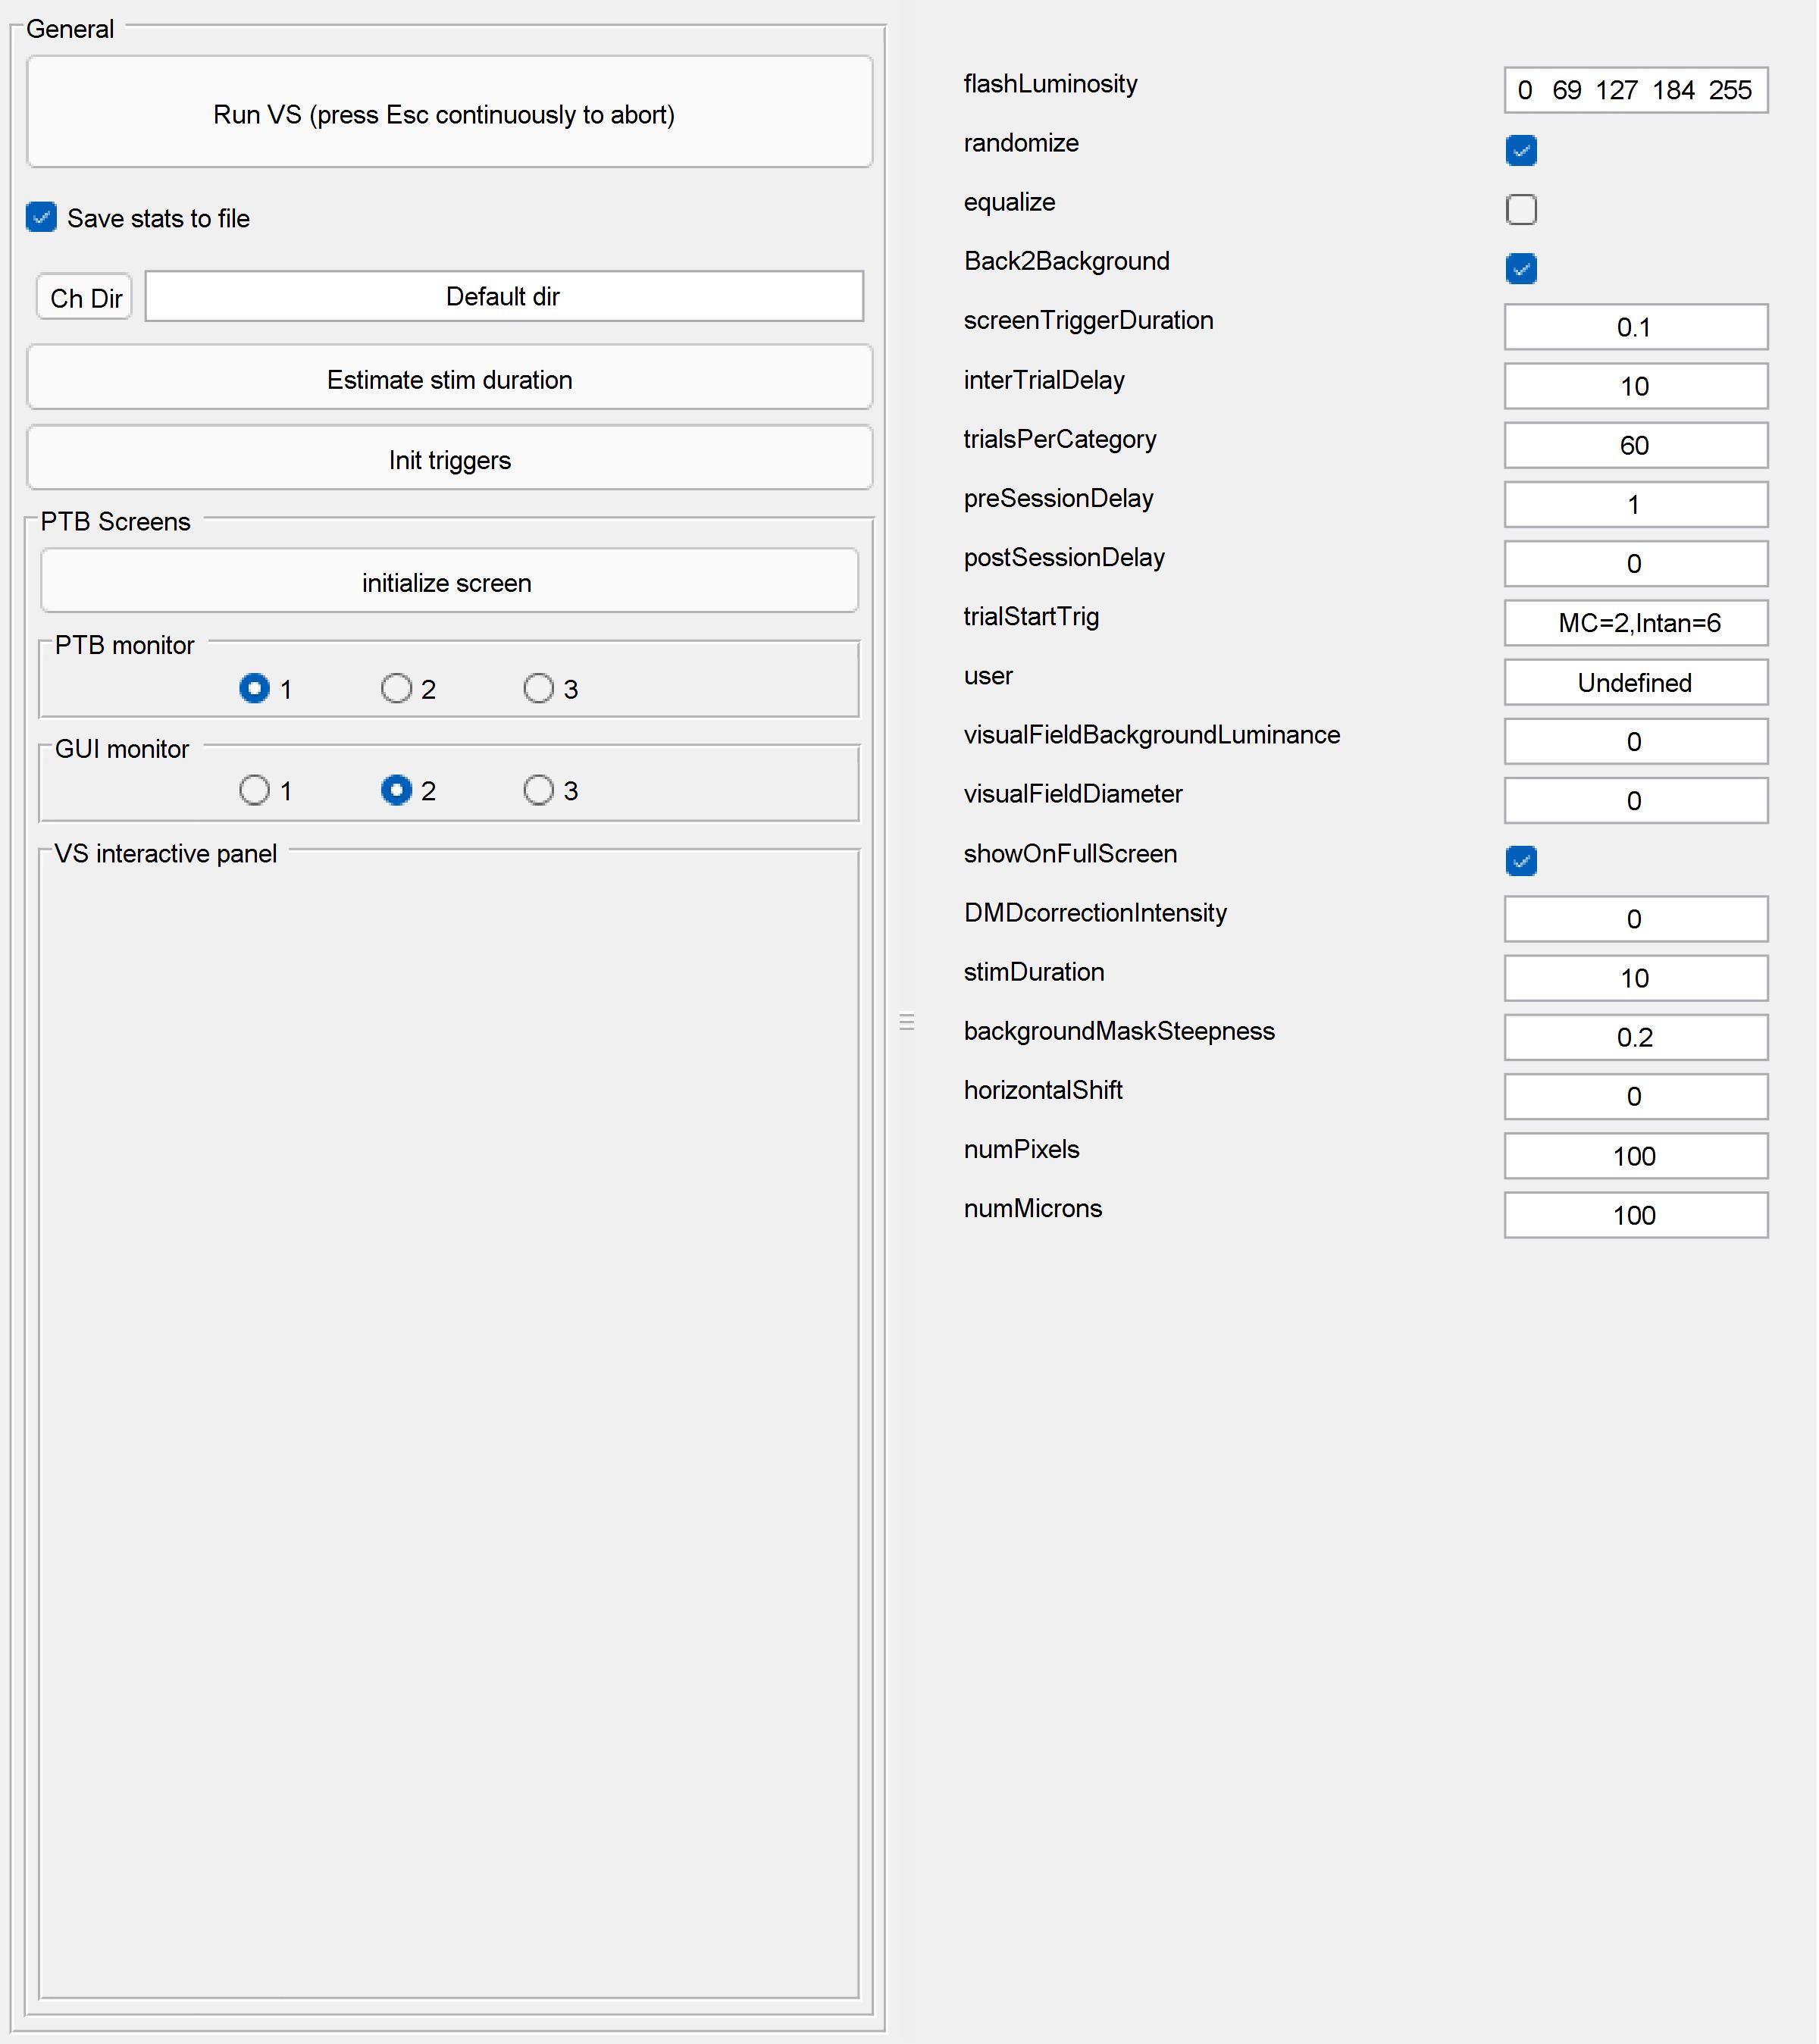 General
Run VS (press Esc continuously to abort)
Save stats to file
Ch Dir Default dir
Estimate stim duration
Init triggers
PTB Screens
initialize screen
PTB monitor
1 2 3
GUI monitor
1 2 3
VS interactive panel
flashLuminosity 0 69 127 184 255
randomize
equalize
Back2Background
screenTriggerDuration 0.1
interTrialDelay 10
trialsPerCategory 60
preSessionDelay 1
postSessionDelay 0
trialStartTrig MC=2,Intan=6
user Undefined
visualFieldBackgroundLuminance 0
visualFieldDiameter 0
showOnFullScreen
DMDcorrectionIntensity 0
stimDuration 10
backgroundMaskSteepness 0.2
horizontalShift 0
numPixels 100
numMicrons 100